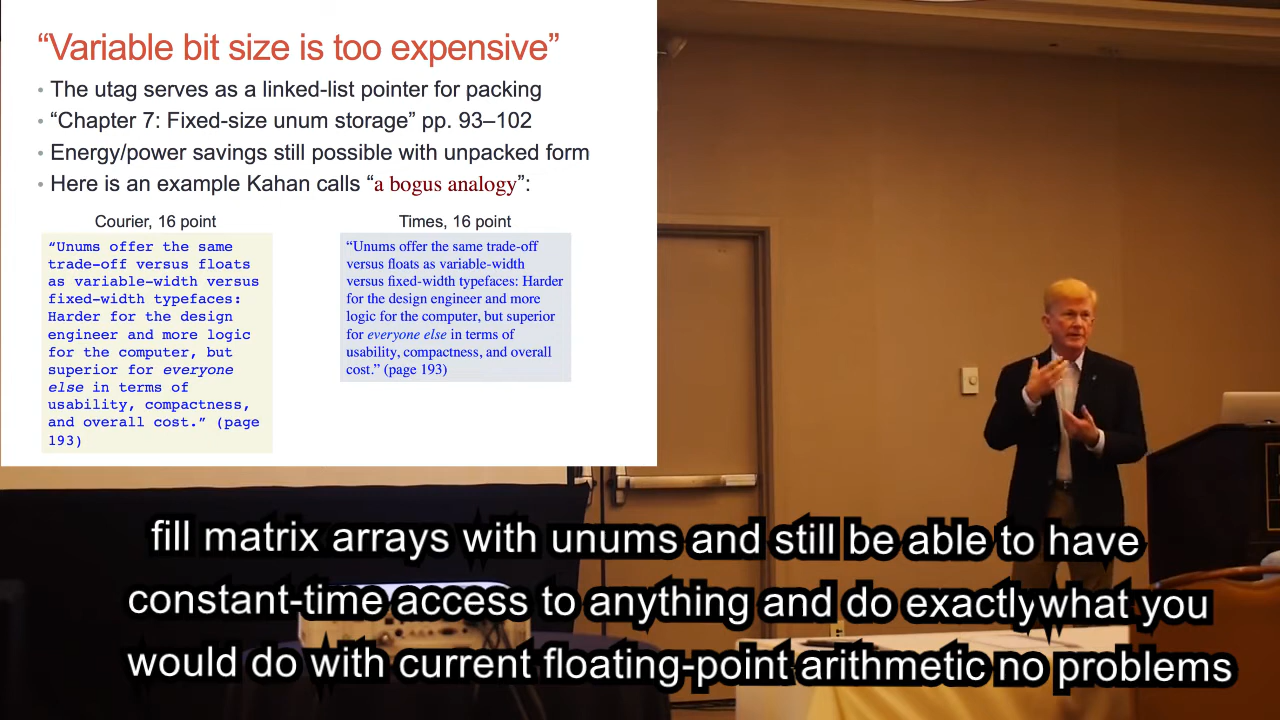 “Variable bit size is too expensive”
• The utag serves as a linked-list pointer for packing
• “Chapter 7: Fixed-size unum storage” pp. 93–102
• Energy/power savings still possible with unpacked form
• Here is an example Kahan calls “a bogus analogy”:
Courier, 16 point
“Unums offer the same
trade-off versus floats
as variable-width versus
fixed-width typefaces:
Harder for the design
engineer and more logic
for the computer, but
superior for everyone
else in terms of
usability, compactness,
and overall cost.” (page
193)
Times, 16 point
“Unums offer the same trade-off
versus floats as variable-width
versus fixed-width typefaces: Harder
for the design engineer and more
logic for the computer, but superior
for everyone else in terms of
usability, compactness, and overall
cost.” (page 193)
fill matrix arrays with unums and still be able to have
constant-time access to anything and do exactly what you
would do with current floating-point arithmetic no problems